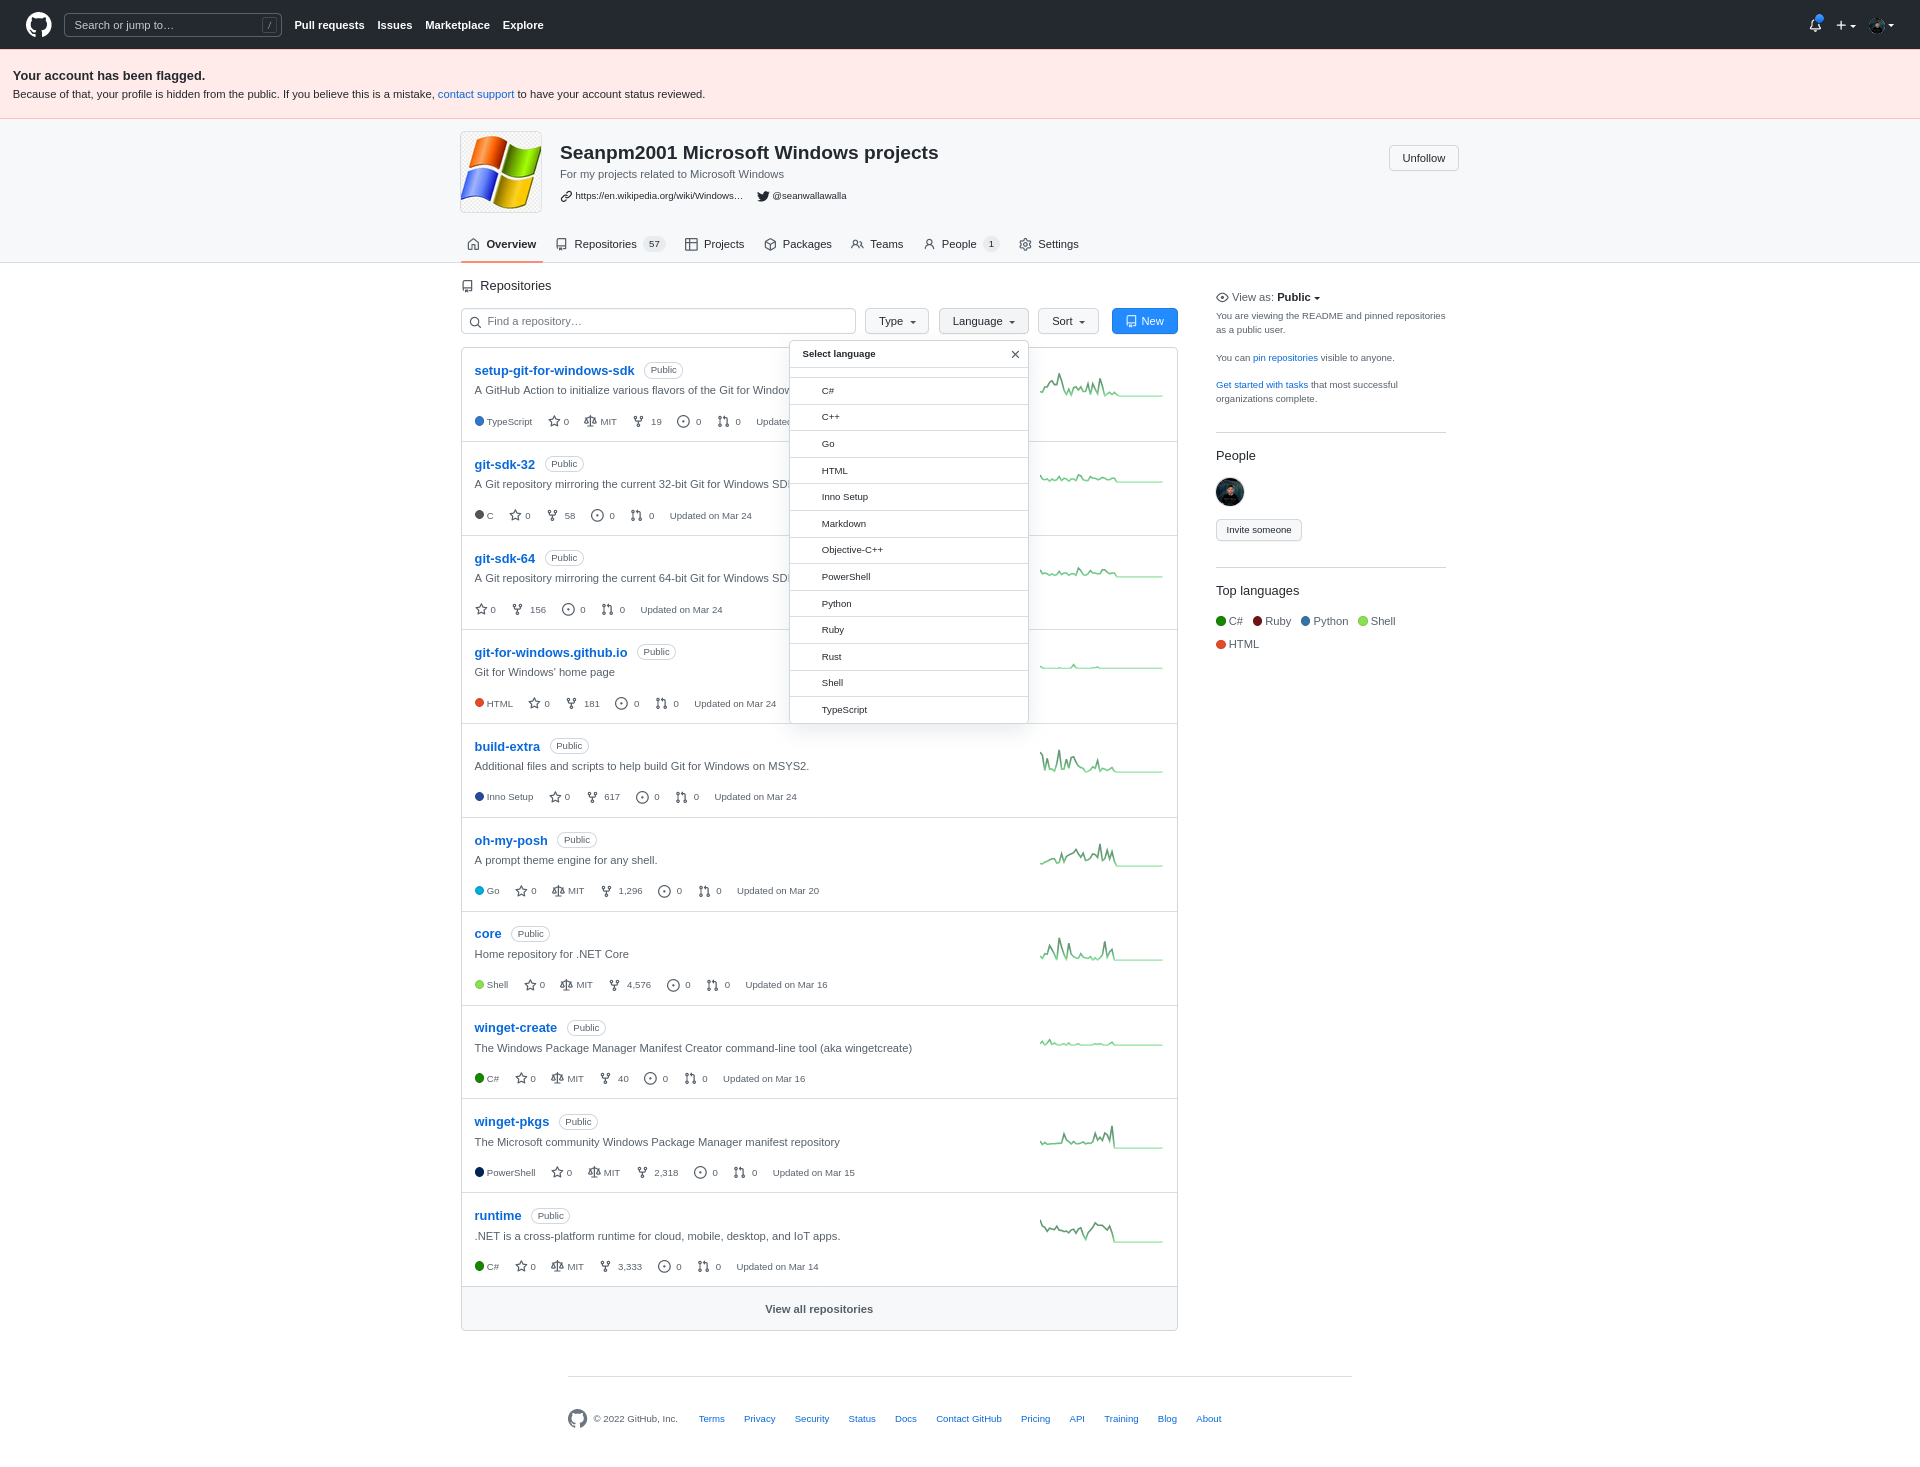 Search or jump to…
/
Pull requests Issues Marketplace Explore
Your account has been flagged.
Because of that, your profile is hidden from the public. If you believe this is a mistake, contact support to have your account status reviewed.
Seanpm2001 Microsoft Windows projects
Unfollow
For my projects related to Microsoft Windows
https://en.wikipedia.org/wiki/Windows… @seanwallawalla
Overview Repositories 57 Projects Packages Teams People 1 Settings
Repositories
Find a repository…
Type Language Sort New
Select language
C#
C++
Go
HTML
Inno Setup
Markdown
Objective-C++
PowerShell
Python
Ruby
Rust
Shell
TypeScript
setup-git-for-windows-sdk Public
A GitHub Action to initialize various flavors of the Git for Window
TypeScript 0 MIT 19 0 0 Updated
git-sdk-32 Public
A Git repository mirroring the current 32-bit Git for Windows SD
C 0 58 0 0 Updated on Mar 24
git-sdk-64 Public
A Git repository mirroring the current 64-bit Git for Windows SD
0 156 0 0 Updated on Mar 24
git-for-windows.github.io Public
Git for Windows' home page
HTML 0 181 0 0 Updated on Mar 24
build-extra Public
Additional files and scripts to help build Git for Windows on MSYS2.
Inno Setup 0 617 0 0 Updated on Mar 24
oh-my-posh Public
A prompt theme engine for any shell.
Go 0 MIT 1,296 0 0 Updated on Mar 20
core Public
Home repository for .NET Core
Shell 0 MIT 4,576 0 0 Updated on Mar 16
winget-create Public
The Windows Package Manager Manifest Creator command-line tool (aka wingetcreate)
C# 0 MIT 40 0 0 Updated on Mar 16
winget-pkgs Public
The Microsoft community Windows Package Manager manifest repository
PowerShell 0 MIT 2,318 0 0 Updated on Mar 15
runtime Public
.NET is a cross-platform runtime for cloud, mobile, desktop, and IoT apps.
C# 0 MIT 3,333 0 0 Updated on Mar 14
View all repositories
View as: Public
You are viewing the README and pinned repositories
as a public user.
You can pin repositories visible to anyone.
Get started with tasks that most successful
organizations complete.
People
Invite someone
Top languages
C# Ruby Python Shell
HTML
© 2022 GitHub, Inc. Terms Privacy Security Status Docs Contact GitHub Pricing API Training Blog About